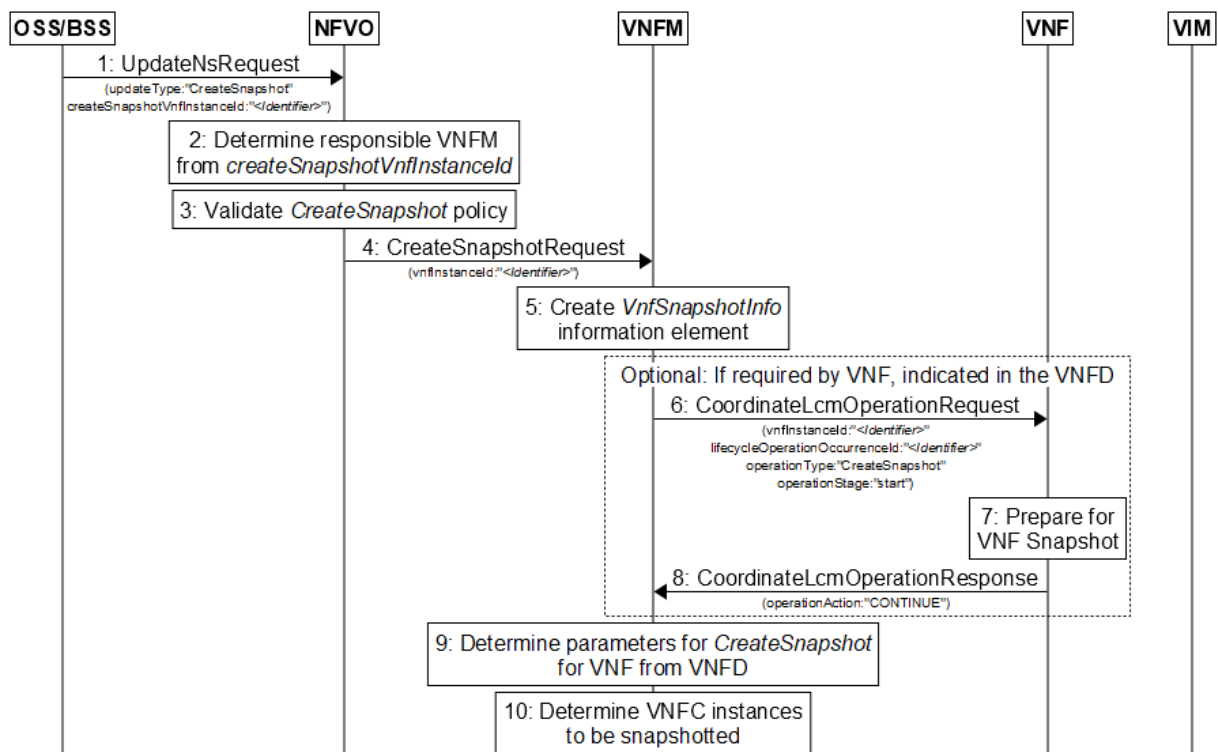 OSS/BSS NFVO VNFM VNF VIM
1: UpdateNsRequest
(updateType:"CreateSnapshot"
createSnapshotVnfInstanceId:"<Identifier>")
2: Determine responsible VNFM
from createSnapshotVnfInstanceId
3: Validate CreateSnapshot policy
4: CreateSnapshotRequest
(vnfInstanceId:"<Identifier>")
5: Create VnfSnapshotInfo
information element
Optional: If required by VNF, indicated in the VNFD
6: CoordinateLcmOperationRequest
(vnfInstanceId:"<Identifier>"
lifecycleOperationOccurrenceId:"<Identifier>"
operationType:"CreateSnapshot"
operationStage:"start")
7: Prepare for
VNF Snapshot
8: CoordinateLcmOperationResponse
(operationAction:"CONTINUE")
9: Determine parameters for CreateSnapshot
for VNF from VNFD
10: Determine VNFC instances
to be snapshotted